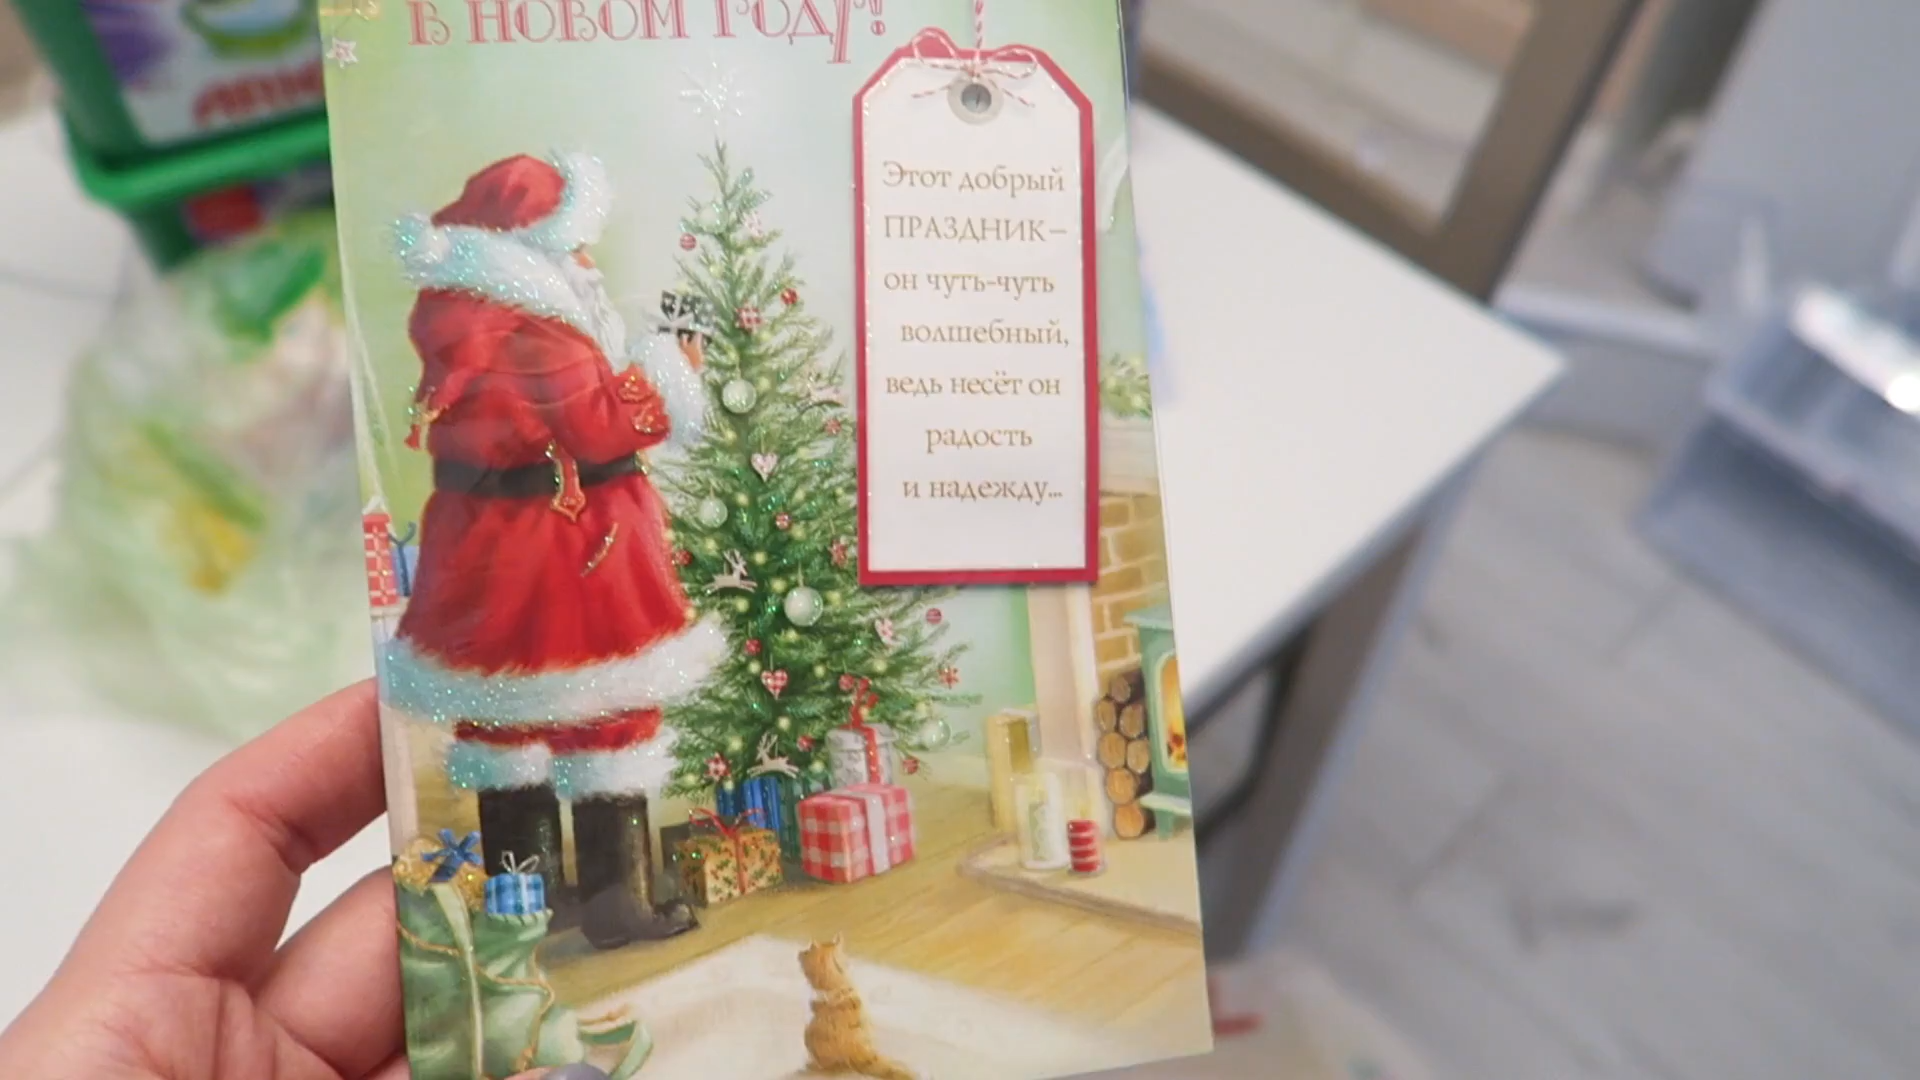 В НОВОМ ГОДУ!
Этот добрый
ПРАЗДНИК –
он чуть-чуть
волшебный,
ведь несёт он
радость
и надежду...